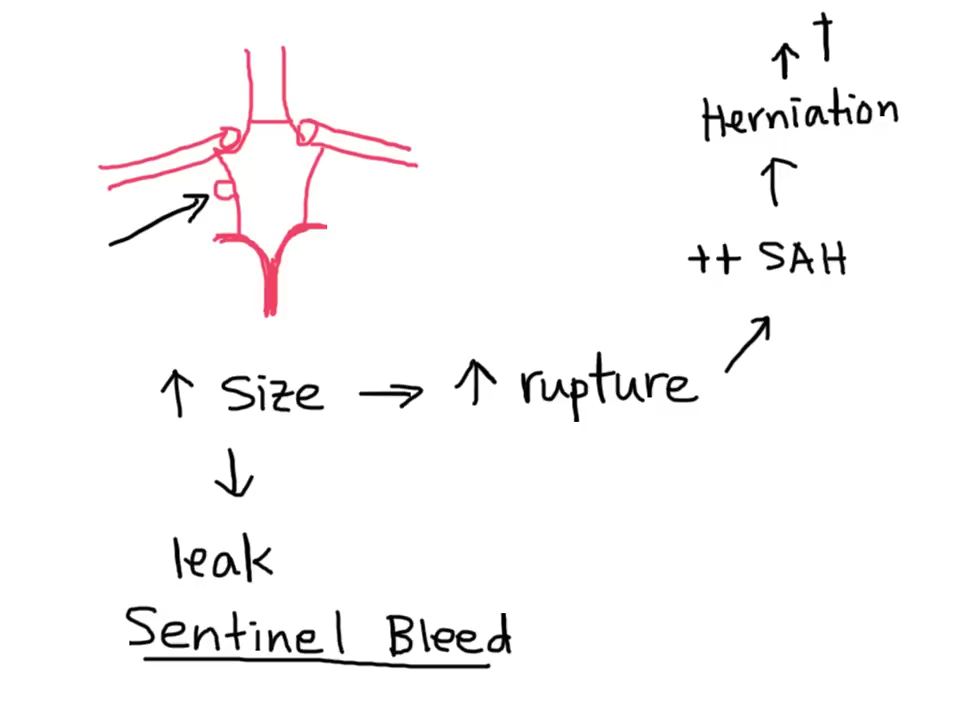 ↑ †
Herniation
↑
++ SAH
↑ Size → ↑ rupture ↗
↓
leak
Sentinel Bleed